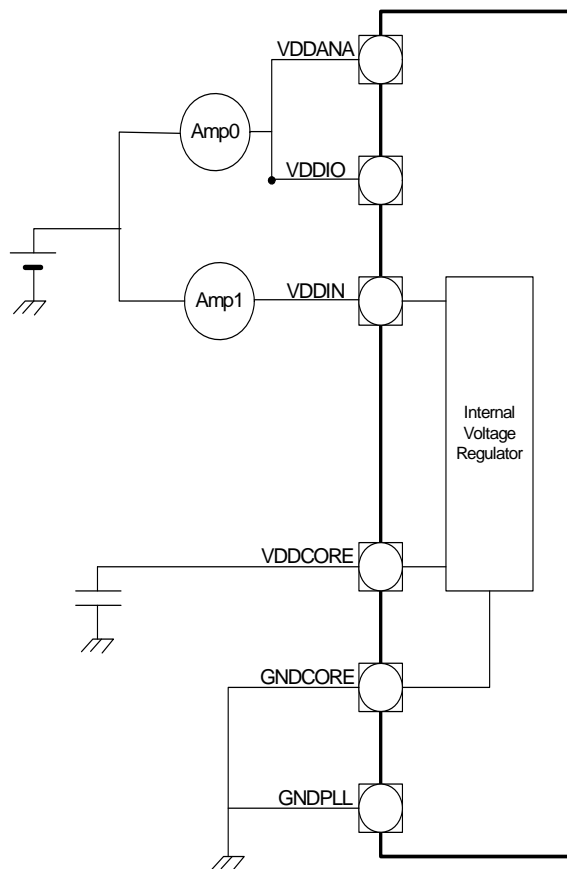 VDDANA
Amp0
VDDIO
Amp1
VDDIN
Internal
Voltage
Regulator
VDDCORE
GNDCORE
GNDPLL